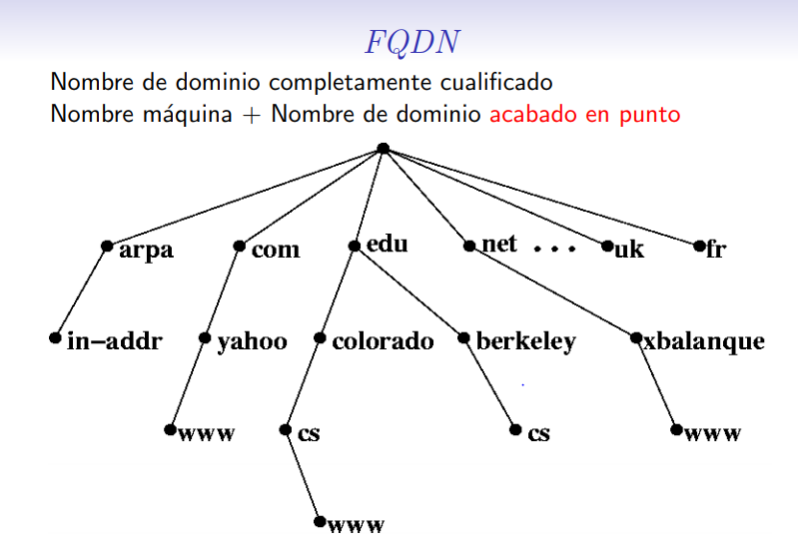 FQDN
Nombre de dominio completamente cualificado
Nombre máquina + Nombre de dominio acabado en punto
arpa com edu net ... uk fr
in-addr yahoo colorado berkeley xbalanque
www cs cs www
www